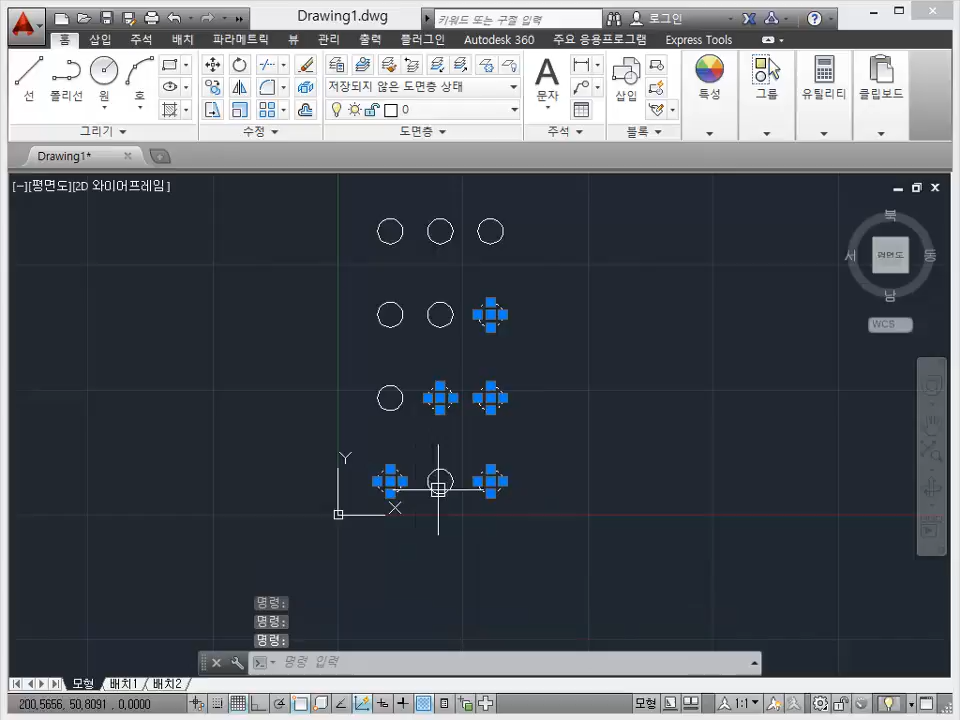 Drawing1.dwg
키워드 또는 구절 입력
로그인
홈 삽입 주석 배치 파라메트릭 뷰 관리 출력 플러그인 Autodesk 360 주요 응용프로그램 Express Tools
저장되지 않은 도면층 상태
선 폴리선 원 호
0
문자
삽입
특성
그룹
유틸리티
클립보드
그리기 수정 도면층 주석 블록
Drawing1*
[−][평면도][2D 와이어프레임]
북
서 평면도 동
남
WCS
Y
X
명령:
명령:
명령:
명령 입력
모형 배치1 배치2
200,5656, 50,8091 , 0,0000
모형
1:1